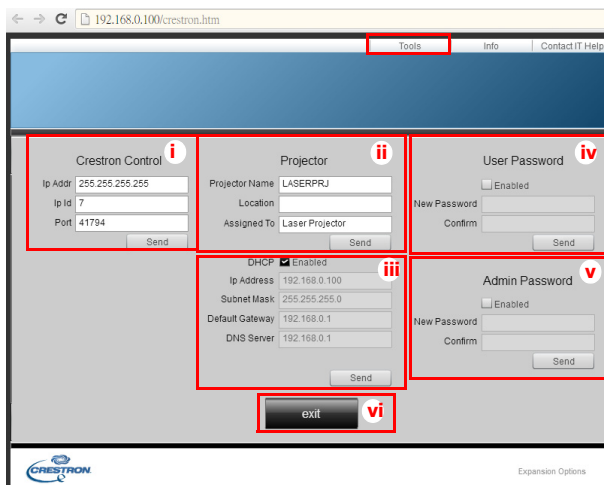 192.168.0.100/crestron.htm
Tools Info Contact IT Help
i
Crestron Control
Ip Addr 255.255.255.255
Ip Id 7
Port 41794
Send
ii
Projector
Projector Name LASERPRJ
Location
Assigned To Laser Projector
Send
iii
DHCP Enabled
Ip Address 192.168.0.100
Subnet Mask 255.255.255.0
Default Gateway 192.168.0.1
DNS Server 192.168.0.1
Send
iv
User Password
Enabled
New Password
Confirm
Send
v
Admin Password
Enabled
New Password
Confirm
Send
exit
vi
CRESTRON
Expansion Options